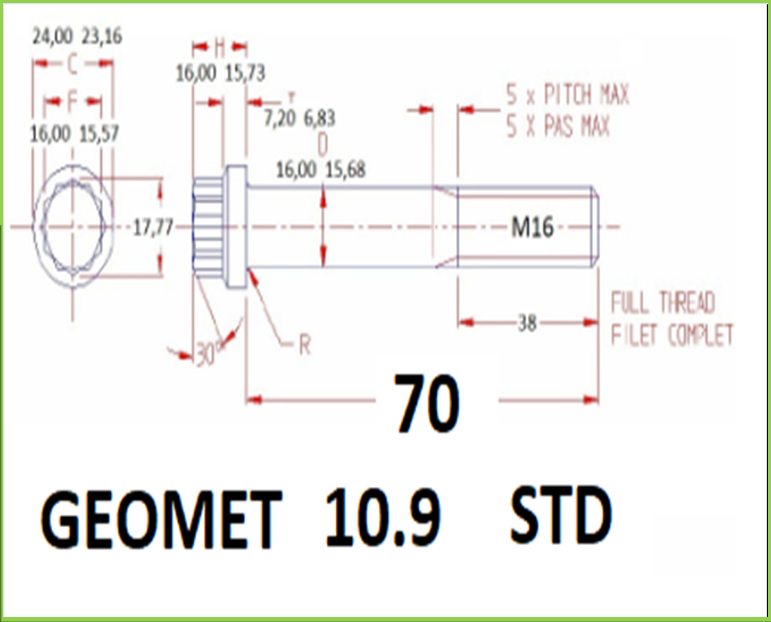 24,00 23,16
C
F
16,00 15,57
17,77
H
16,00 15,73
T
7,20 6,83
D
16,00 15,68
5 x PITCH MAX
5 X PAS MAX
M16
38
FULL THREAD
FILET COMPLET
30°
R
70
GEOMET 10.9 STD